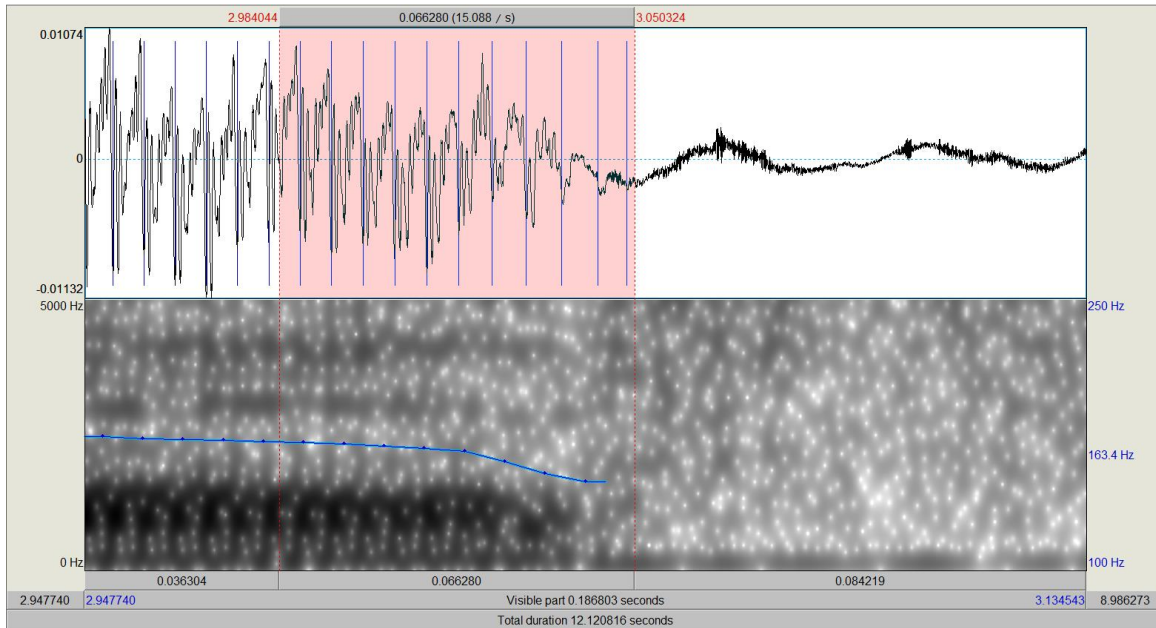 2.984044 0.066280 (15.088 / s) 3.050324
0.01074
0
-0.01132
5000 Hz 250 Hz
163.4 Hz
0 Hz 100 Hz
0.036304 0.066280 0.084219
2.947740 2.947740 Visible part 0.186803 seconds 3.134543 8.986273
Total duration 12.120816 seconds